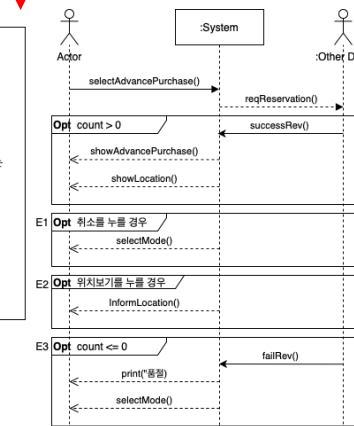 :System
Actor
:Other D
selectAdvancePurchase()
reqReservation()
Opt count > 0
successRev()
showAdvancePurchase()
showLocation()
E1 Opt 취소를 누를 경우
selectMode()
E2 Opt 위치보기를 누를 경우
InformLocation()
E3 Opt count <= 0
failRev()
print("품절)
selectMode()